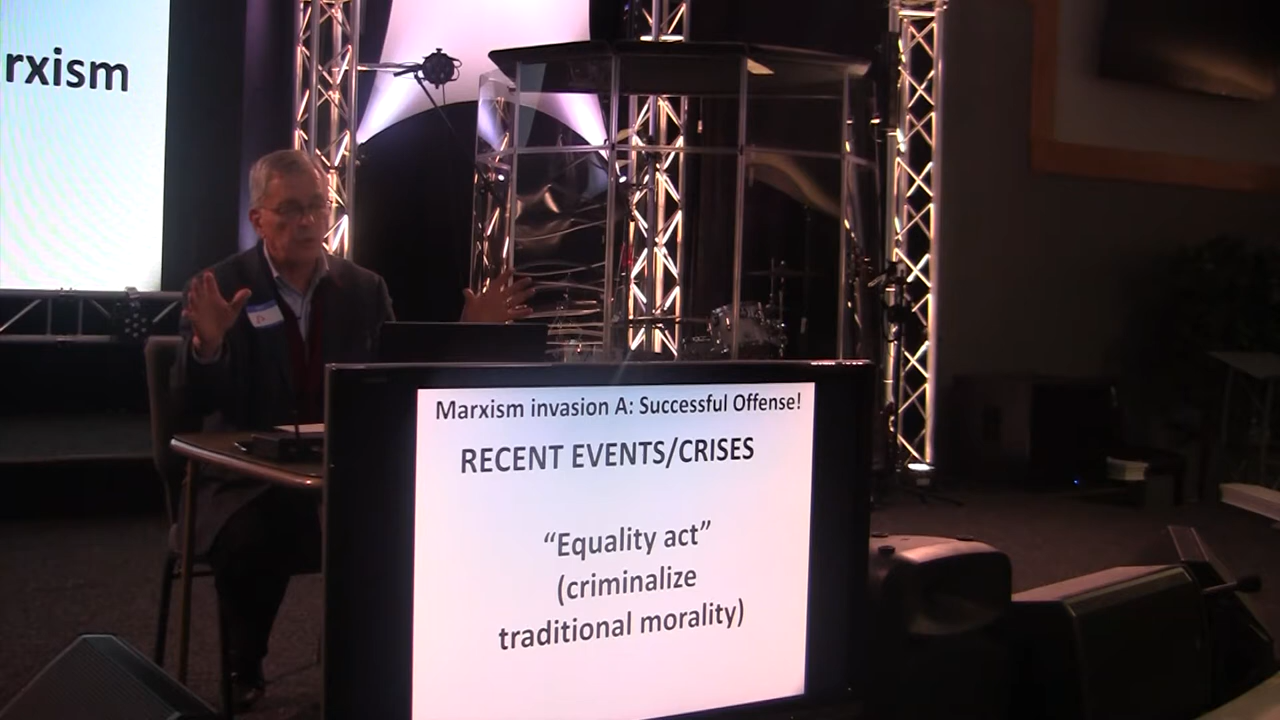 rxism
Marxism invasion A: Successful Offense!
RECENT EVENTS/CRISES
“Equality act”
(criminalize
traditional morality)